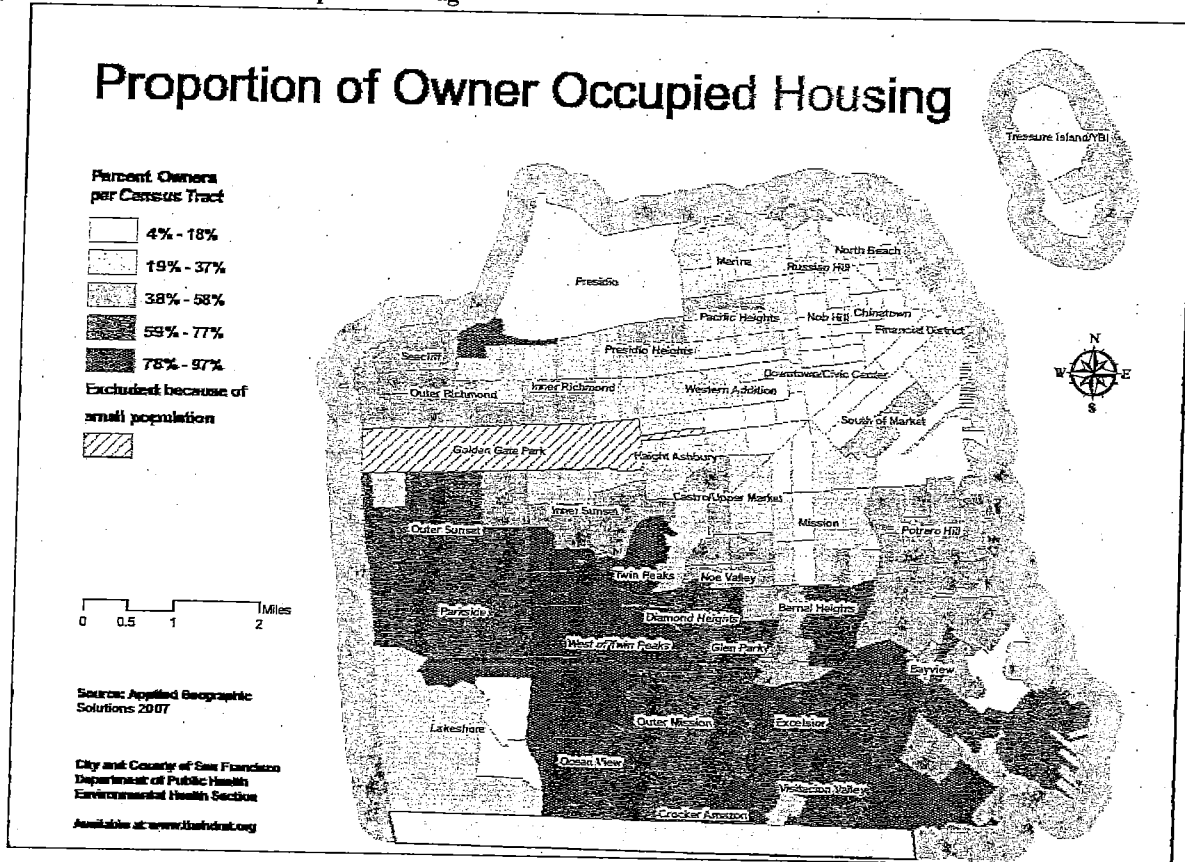 Proportion of Owner Occupied Housing
Percent Owners
per Census Tract
4% - 18%
19% - 37%
38% - 58%
59% - 77%
78% - 97%
Excluded because of
small population
Treasure Island/YBI
North Beach
Marina
Russian Hill
Presidio
Chinatown
Pacific Heights
Nob Hill
Financial District
Seacliff
Presidio Heights
Downtown/Civic Center
Inner Richmond
Western Addition
Outer Richmond
South of Market
Golden Gate Park
Haight Ashbury
Castro/Upper Market
Inner Sunset
Mission
Outer Sunset
Potrero Hill
Twin Peaks
Noe Valley
Parkside
Bernal Heights
Diamond Heights
West of Twin Peaks
Glen Park
Bayview
Lakeshore
Outer Mission
Excelsior
Ocean View
Visitacion Valley
Crocker Amazon
N
W
E
S
Miles
0 0.5 1 2
Source: Applied Geographic
Solutions 2007
City and County of San Francisco
Department of Public Health
Environmental Health Section
Available at www.thehdmt.org